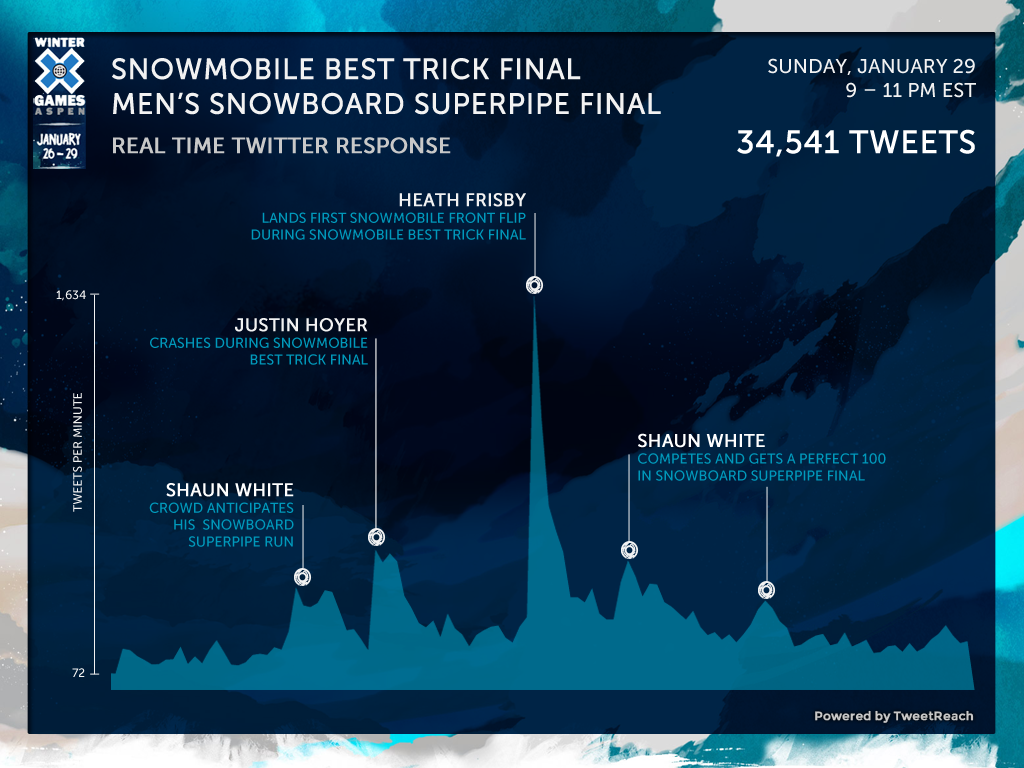 WINTER
X
GAMES
ASPEN
JANUARY
26 – 29
SNOWMOBILE BEST TRICK FINAL
MEN'S SNOWBOARD SUPERPIPE FINAL
REAL TIME TWITTER RESPONSE
SUNDAY, JANUARY 29
9 – 11 PM EST
34,541 TWEETS
HEATH FRISBY
LANDS FIRST SNOWMOBILE FRONT FLIP
DURING SNOWMOBILE BEST TRICK FINAL
1,634
JUSTIN HOYER
CRASHES DURING SNOWMOBILE
BEST TRICK FINAL
TWEETS PER MINUTE
SHAUN WHITE
COMPETES AND GETS A PERFECT 100
IN SNOWBOARD SUPERPIPE FINAL
SHAUN WHITE
CROWD ANTICIPATES
HIS SNOWBOARD
SUPERPIPE RUN
72
Powered by TweetReach